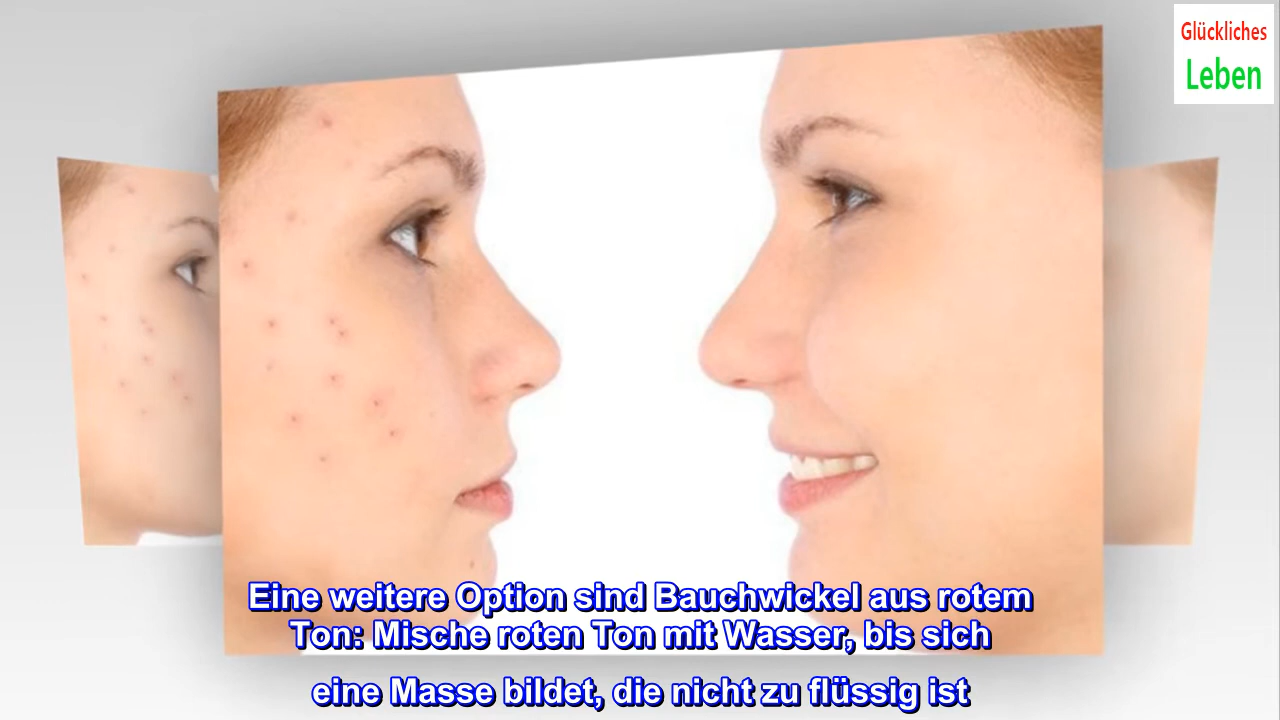 Glückliches
Leben
Eine weitere Option sind Bauchwickel aus rotem
Ton: Mische roten Ton mit Wasser, bis sich
eine Masse bildet, die nicht zu flüssig ist